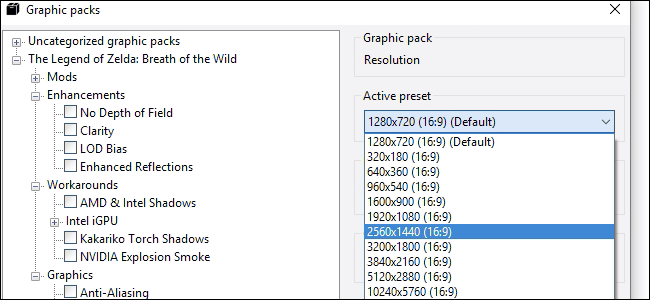 Graphic packs
Uncategorized graphic packs
The Legend of Zelda: Breath of the Wild
Mods
Enhancements
No Depth of Field
Clarity
LOD Bias
Enhanced Reflections
Workarounds
AMD & Intel Shadows
Intel iGPU
Kakariko Torch Shadows
NVIDIA Explosion Smoke
Graphics
Anti-Aliasing
Graphic pack
Resolution
Active preset
1280x720 (16:9) (Default)
1280x720 (16:9) (Default)
320x180 (16:9)
640x360 (16:9)
960x540 (16:9)
1600x900 (16:9)
1920x1080 (16:9)
2560x1440 (16:9)
3200x1800 (16:9)
3840x2160 (16:9)
5120x2880 (16:9)
10240x5760 (16:9)